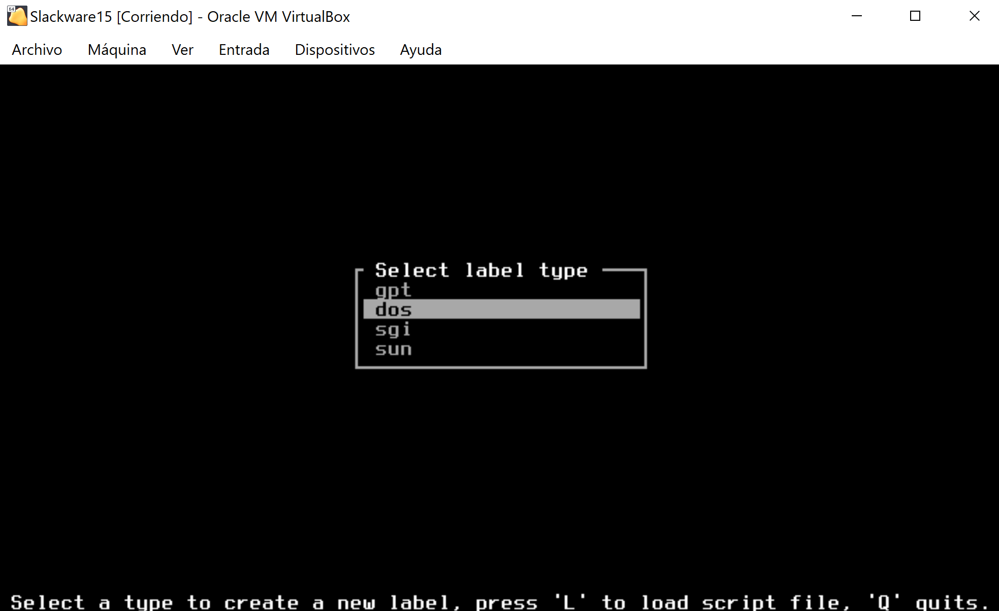 64
Slackware15 [Corriendo] - Oracle VM VirtualBox
Archivo Máquina Ver Entrada Dispositivos Ayuda
Select label type
gpt
dos
sgi
sun
Select a type to create a new label, press 'L' to load script file, 'Q' quits.